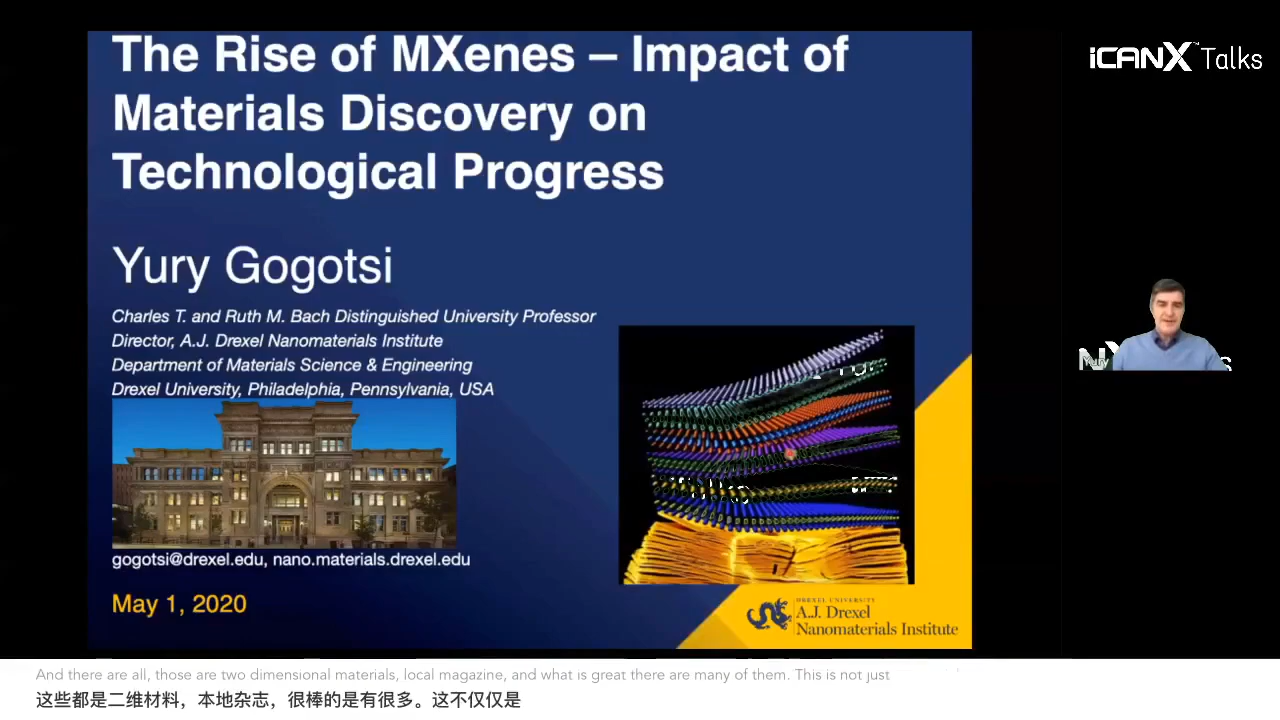 The Rise of MXenes – Impact of
Materials Discovery on
Technological Progress
Yury Gogotsi
Charles T. and Ruth M. Bach Distinguished University Professor
Director, A.J. Drexel Nanomaterials Institute
Department of Materials Science & Engineering
Drexel University, Philadelphia, Pennsylvania, USA
gogotsi@drexel.edu, nano.materials.drexel.edu
May 1, 2020
DREXEL UNIVERSITY
A.J. Drexel
Nanomaterials Institute
iCANX Talks
Yury
And there are all, those are two dimensional materials, local magazine, and what is great there are many of them. This is not just
这些都是二维材料，本地杂志，很棒的是有很多。这不仅仅是